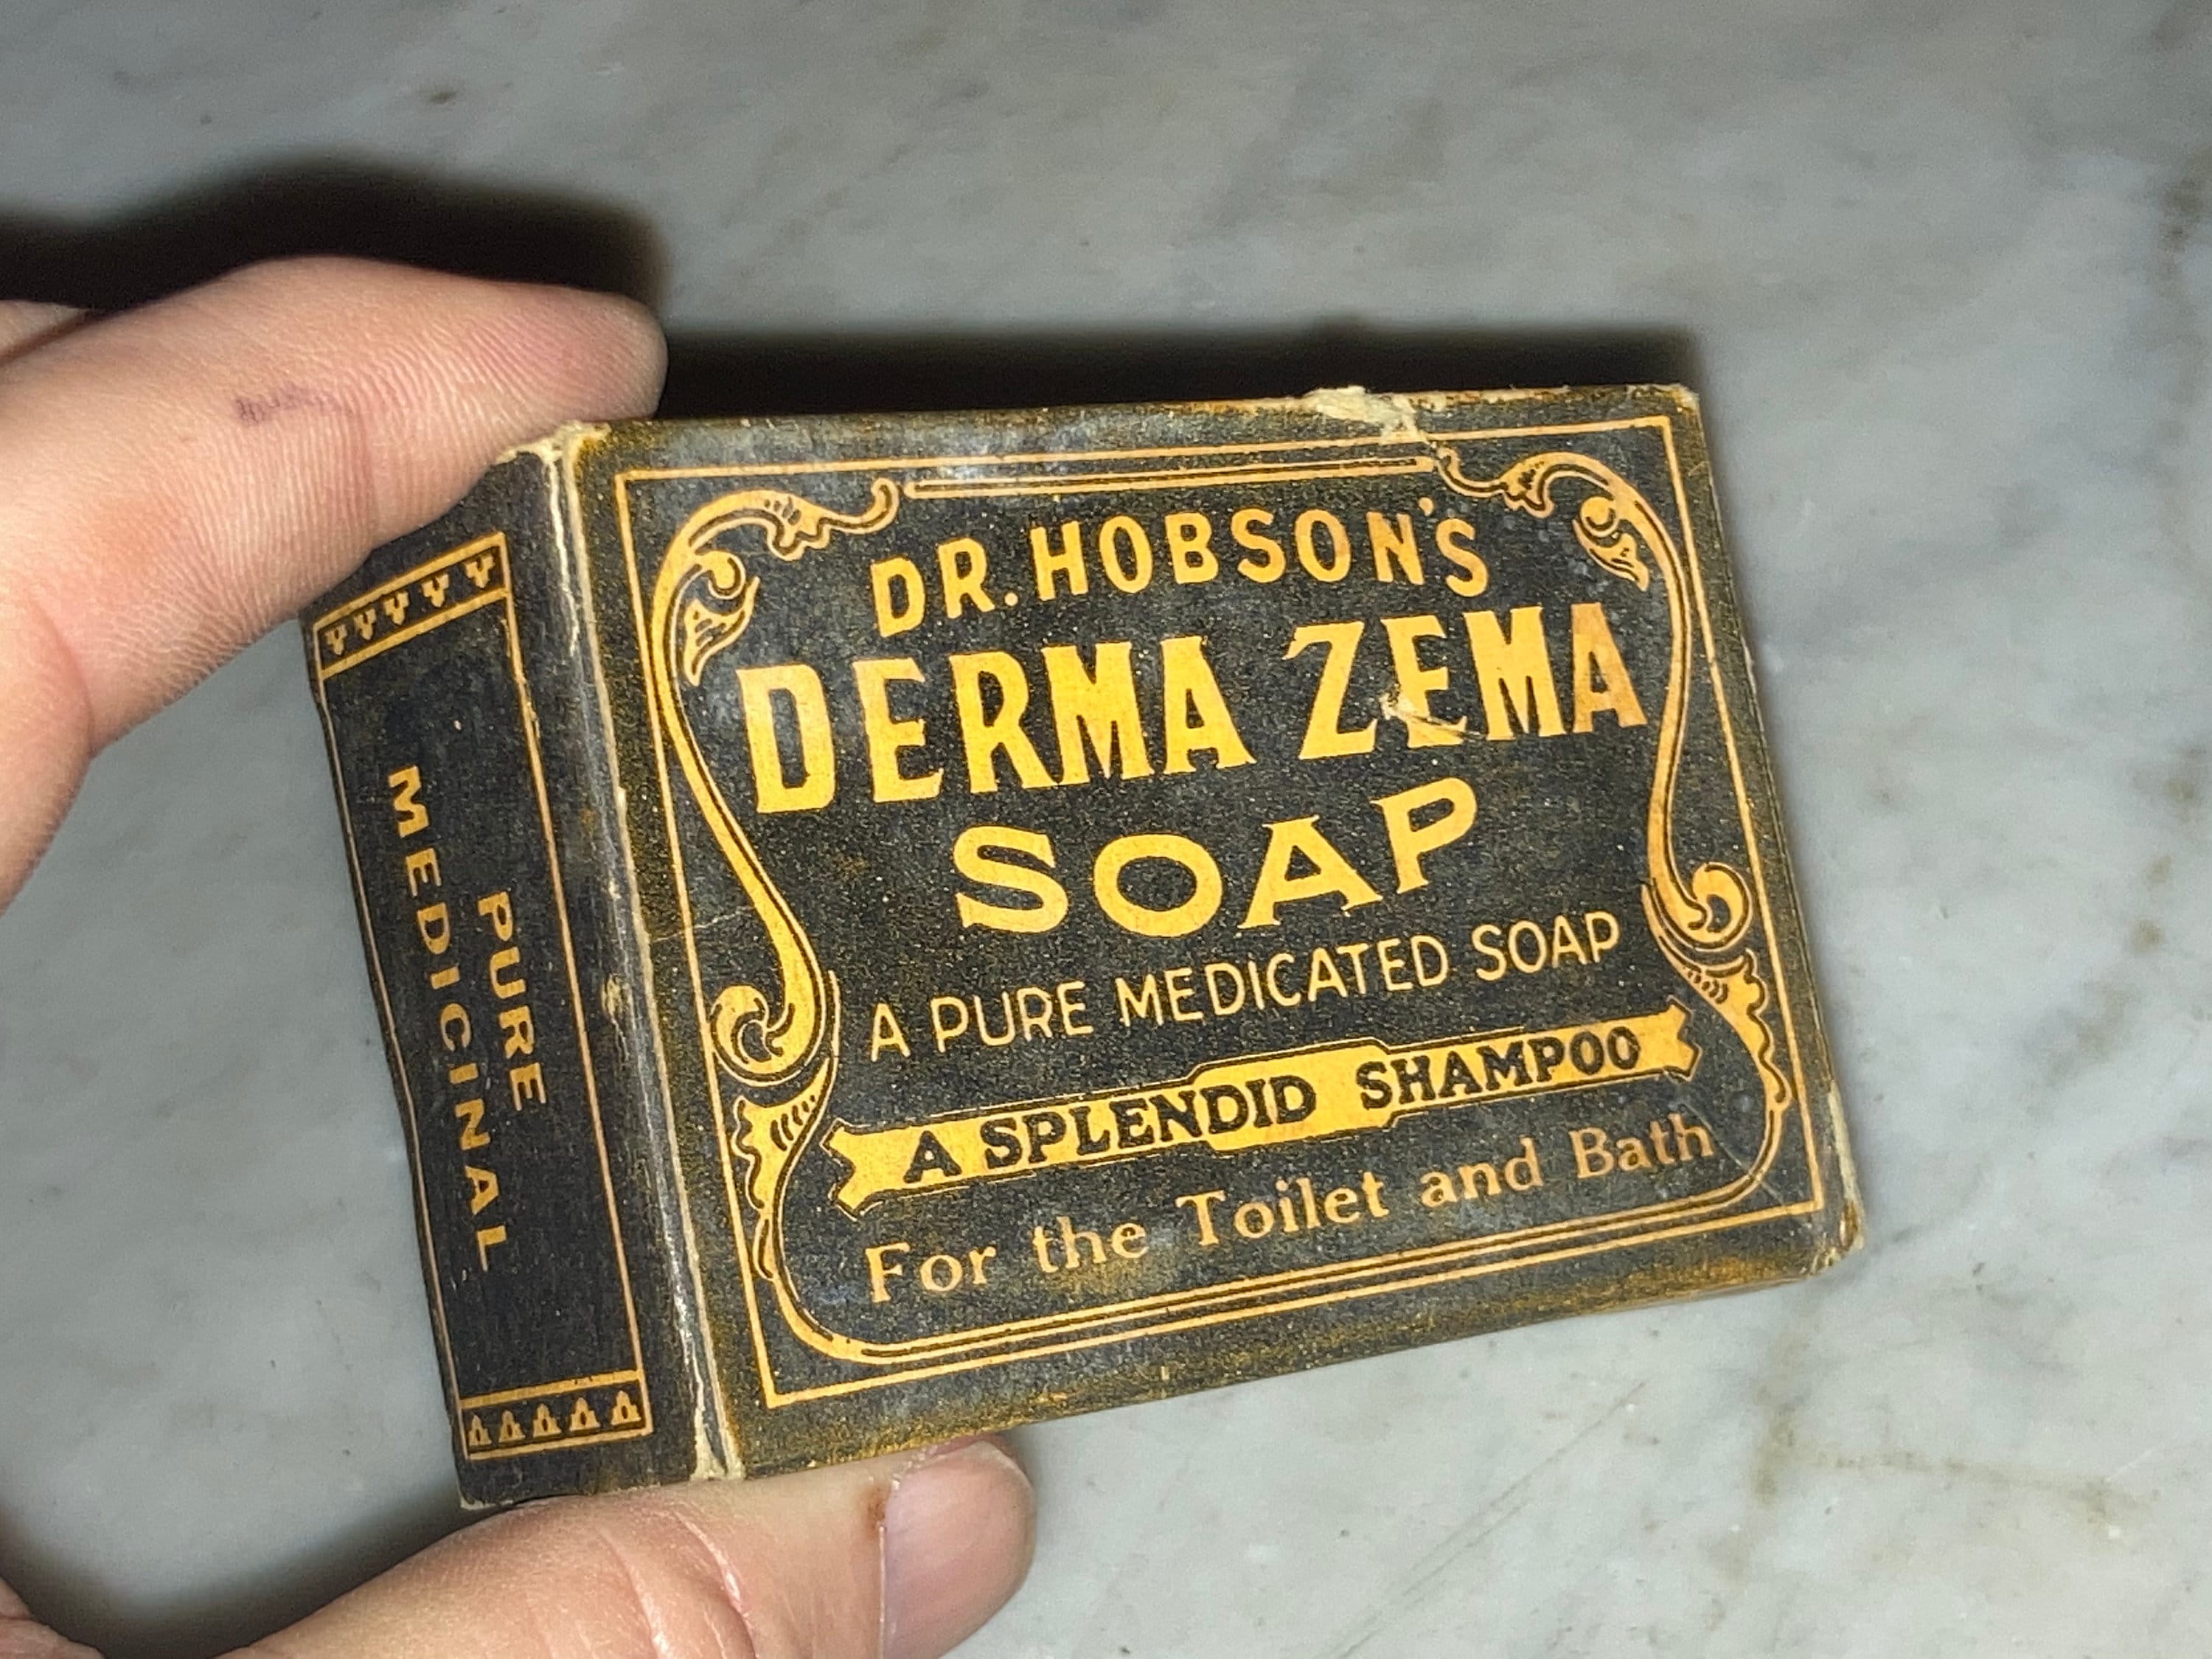 PURE
MEDICINAL
DR. HOBSON'S
DERMA ZEMA
SOAP
A PURE MEDICATED SOAP
A SPLENDID SHAMPOO
For the Toilet and Bath